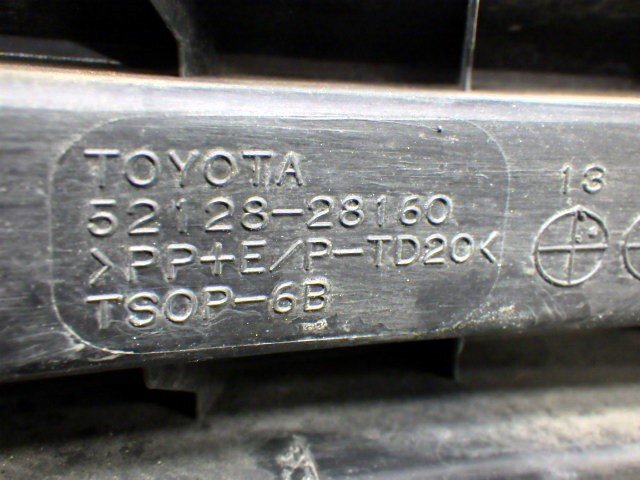 TOYOTA
52128-28160
>PP+E/P-TD20<
TSOP-6B
13